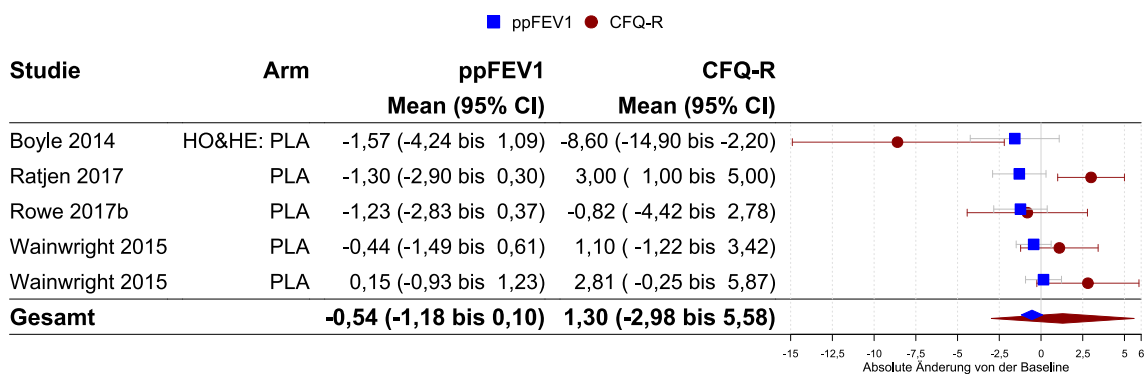 ppFEV1 CFQ-R
Studie Arm ppFEV1 CFQ-R
Mean (95% CI) Mean (95% CI)
Boyle 2014 HO&HE: PLA -1,57 (-4,24 bis 1,09) -8,60 (-14,90 bis -2,20)
Ratjen 2017 PLA -1,30 (-2,90 bis 0,30) 3,00 ( 1,00 bis 5,00)
Rowe 2017b PLA -1,23 (-2,83 bis 0,37) -0,82 ( -4,42 bis 2,78)
Wainwright 2015 PLA -0,44 (-1,49 bis 0,61) 1,10 ( -1,22 bis 3,42)
Wainwright 2015 PLA 0,15 (-0,93 bis 1,23) 2,81 ( -0,25 bis 5,87)
Gesamt -0,54 (-1,18 bis 0,10) 1,30 (-2,98 bis 5,58)
-15 -12,5 -10 -7,5 -5 -2,5 0 2,5 5 6
Absolute Änderung von der Baseline